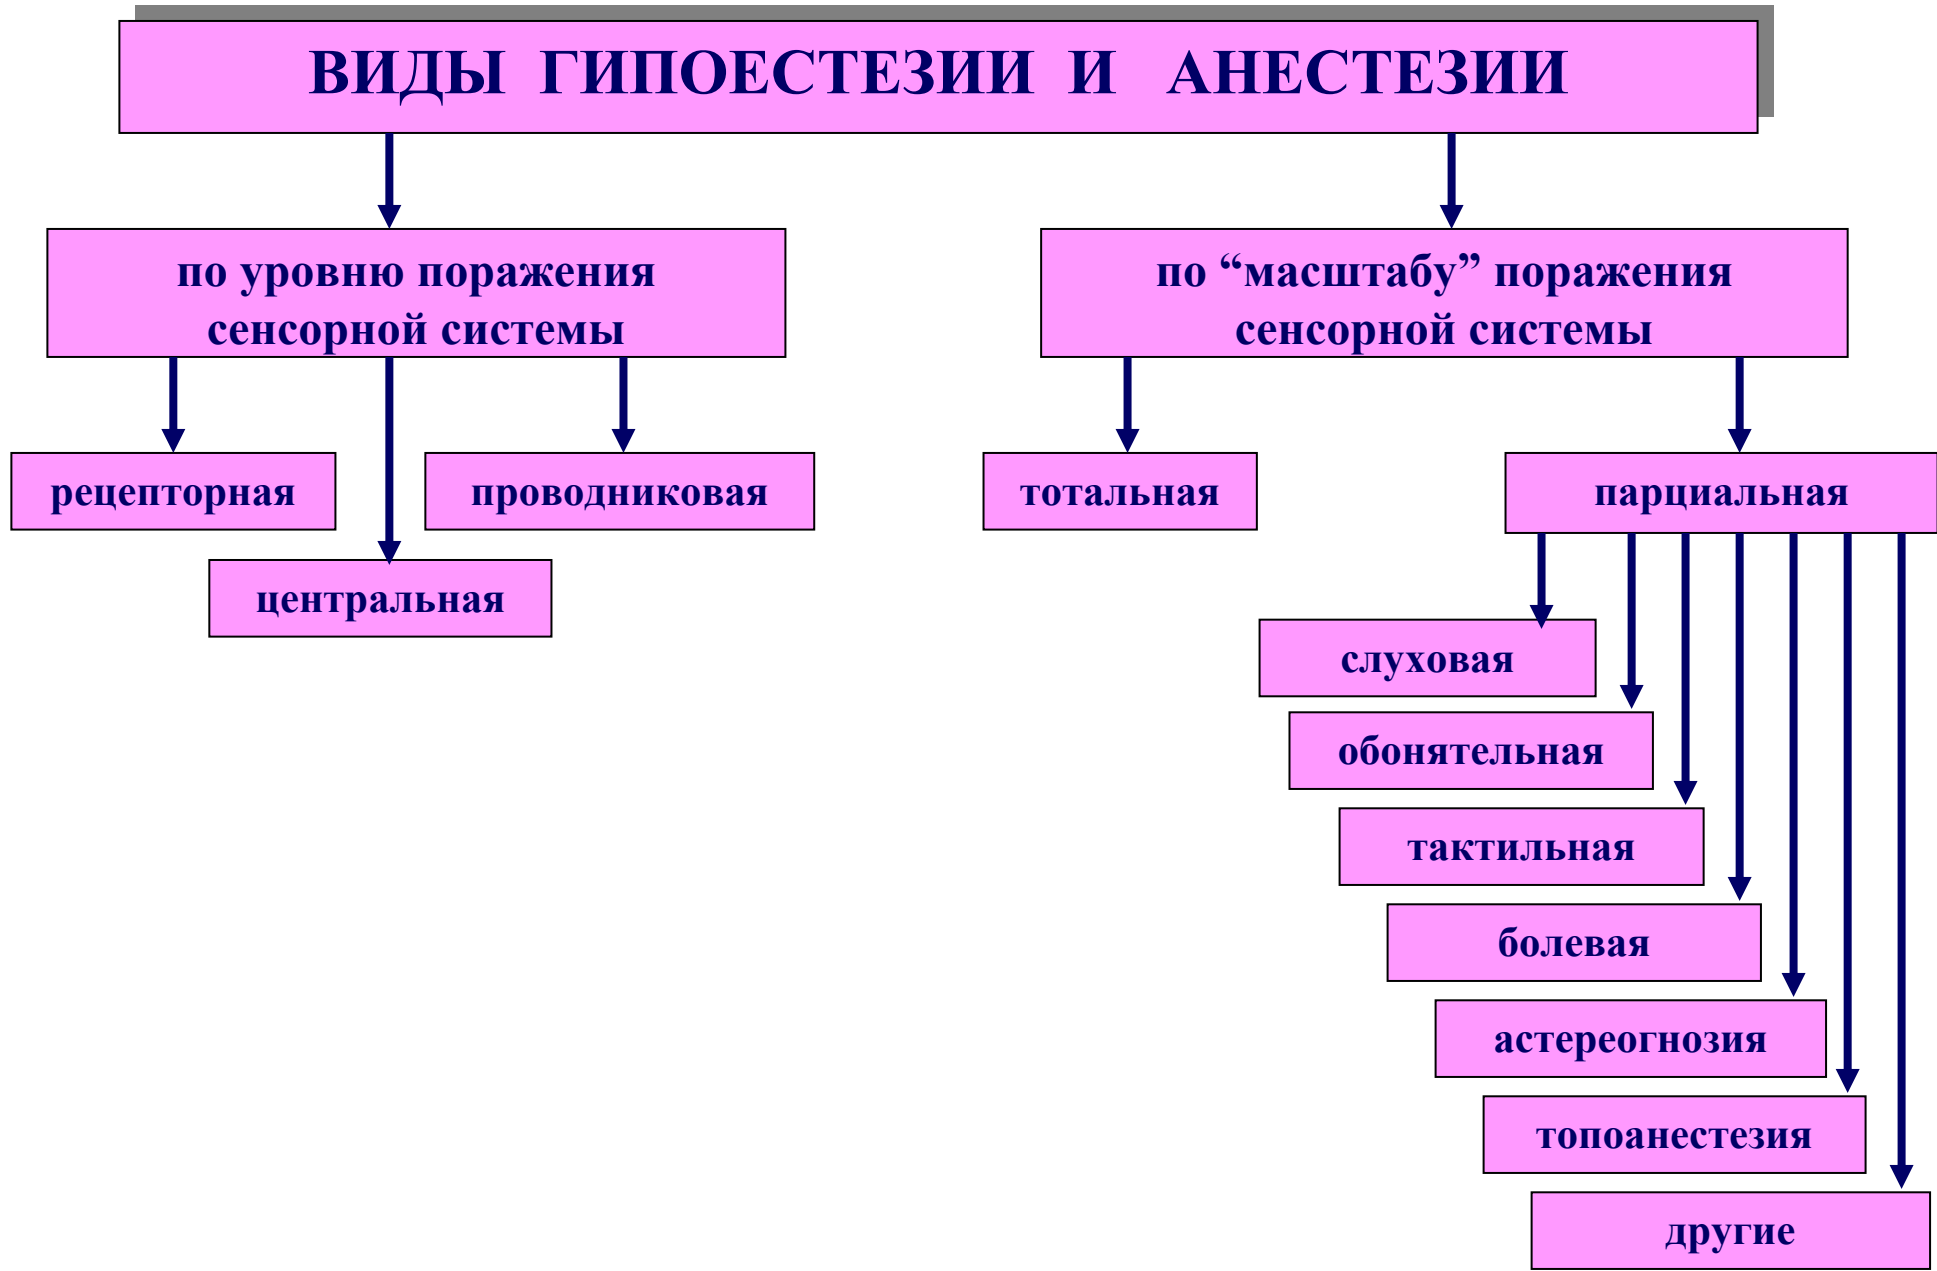 ВИДЫ ГИПОЕСТЕЗИИ И АНЕСТЕЗИИ
по уровню поражения
сенсорной системы
по “масштабу” поражения
сенсорной системы
рецепторная
проводниковая
тотальная
парциальная
центральная
слуховая
обонятельная
тактильная
болевая
астереогнозия
топоанестезия
другие